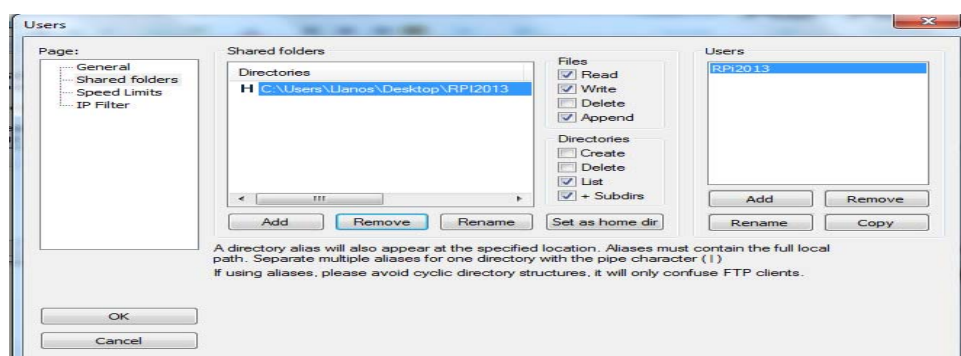 Users
Page:
General
Shared folders
Speed Limits
IP Filter
Shared folders
Directories
H C:\Users\Llanos\Desktop\RPI2013
Files
Read
Write
Delete
Append
Directories
Create
Delete
List
+ Subdirs
Add Remove Rename Set as home dir
Users
RPi2013
Add Remove
Rename Copy
A directory alias will also appear at the specified location. Aliases must contain the full local
path. Separate multiple aliases for one directory with the pipe character (|)
If using aliases, please avoid cyclic directory structures, it will only confuse FTP clients.
OK
Cancel